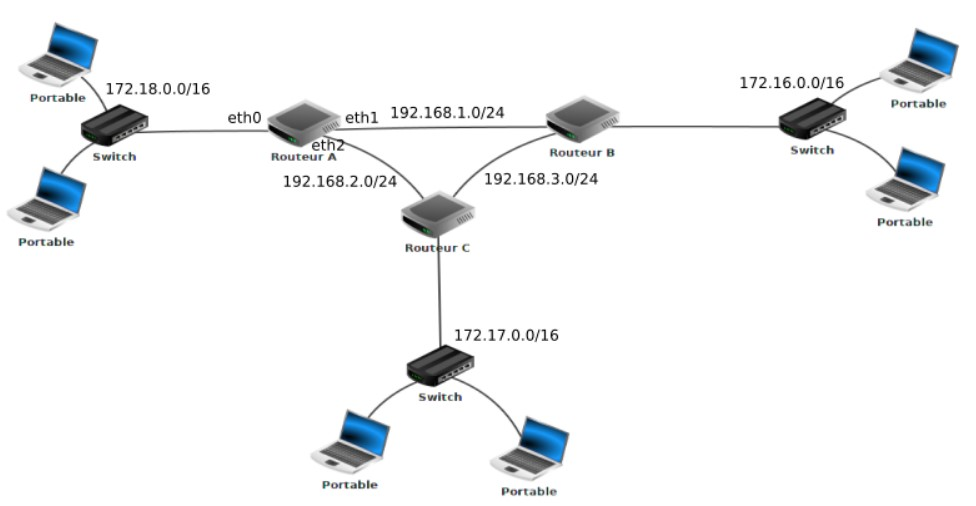 Portable
172.18.0.0/16
Switch
Portable
eth0
eth1
eth2
Routeur A
192.168.1.0/24
192.168.2.0/24
Routeur B
192.168.3.0/24
Routeur C
172.16.0.0/16
Switch
Portable
Portable
172.17.0.0/16
Switch
Portable
Portable